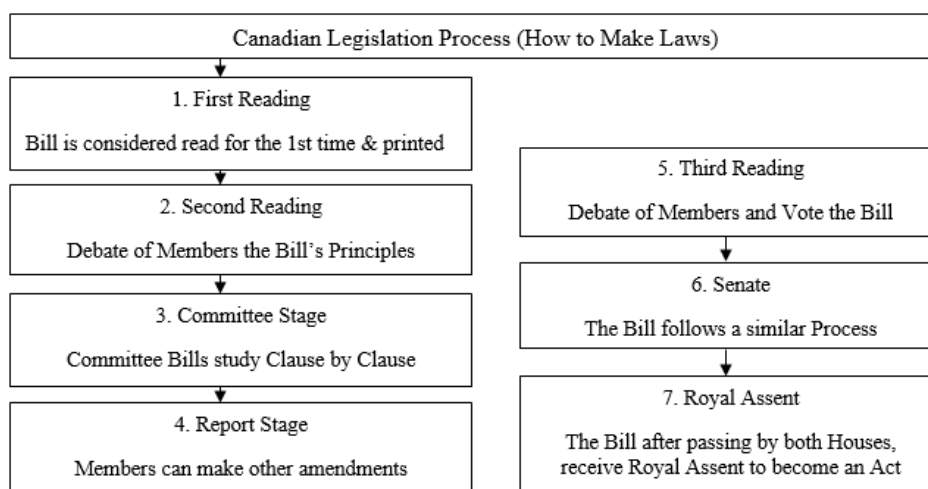 Canadian Legislation Process (How to Make Laws)
1. First Reading
Bill is considered read for the 1st time & printed
2. Second Reading
Debate of Members the Bill’s Principles
3. Committee Stage
Committee Bills study Clause by Clause
4. Report Stage
Members can make other amendments
5. Third Reading
Debate of Members and Vote the Bill
6. Senate
The Bill follows a similar Process
7. Royal Assent
The Bill after passing by both Houses,
receive Royal Assent to become an Act